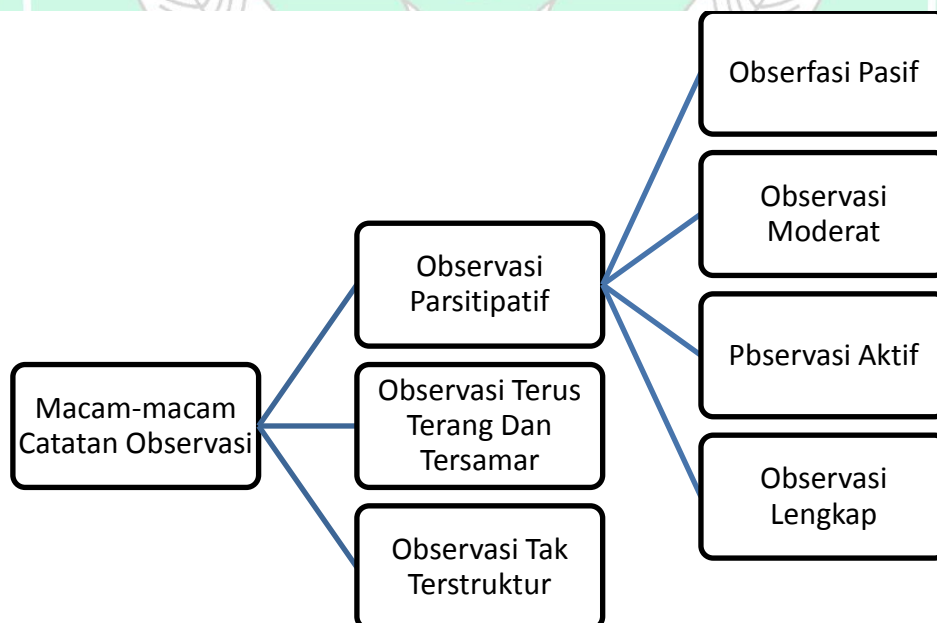 Macam-macam
Catatan Observasi
Observasi
Parsitipatif
Observasi Terus
Terang Dan
Tersamar
Observasi Tak
Terstruktur
Obserfasi Pasif
Observasi
Moderat
Pbservasi Aktif
Observasi
Lengkap